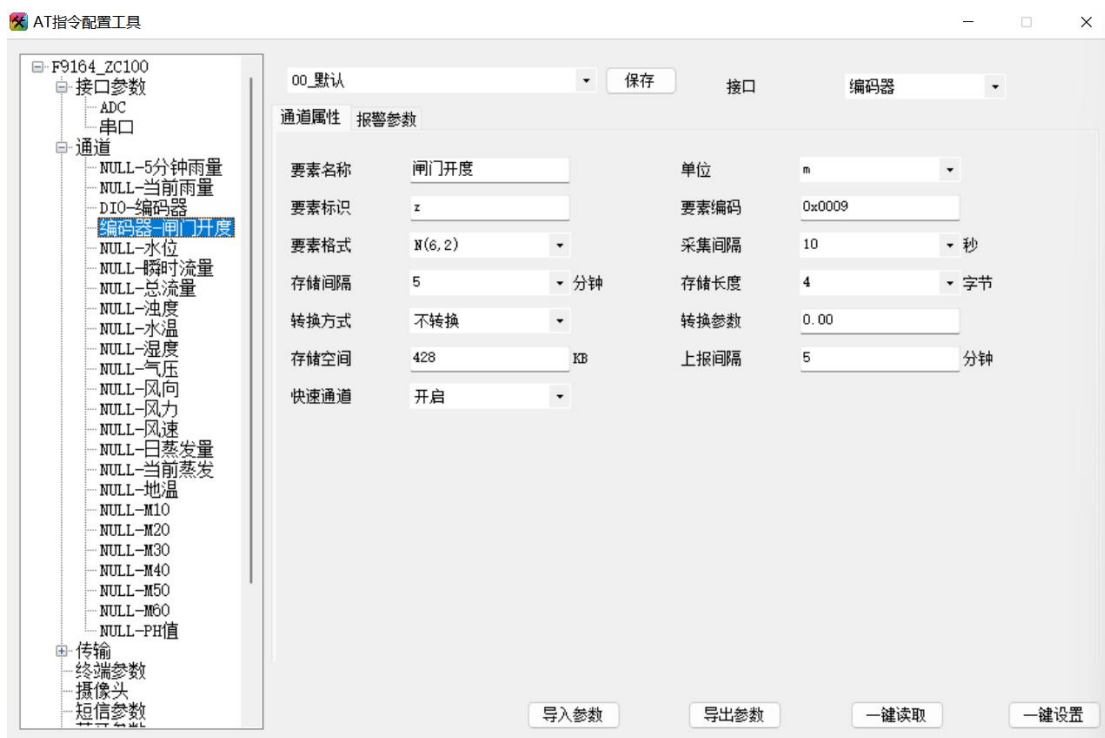 AT指令配置工具
F9164_ZC100
接口参数
ADC
串口
通道
NULL-5分钟雨量
NULL-当前雨量
DIO-编码器
编码器-闸门开度
NULL-水位
NULL-瞬时流量
NULL-总流量
NULL-浊度
NULL-水温
NULL-湿度
NULL-气压
NULL-风向
NULL-风力
NULL-风速
NULL-日蒸发量
NULL-当前蒸发
NULL-地温
NULL-M10
NULL-M20
NULL-M30
NULL-M40
NULL-M50
NULL-M60
NULL-PH值
传输
终端参数
摄像头
短信参数
00_默认 保存 接口 编码器
通道属性 报警参数
要素名称 闸门开度 单位 m
要素标识 z 要素编码 0x0009
要素格式 N(6,2) 采集间隔 10 秒
存储间隔 5 分钟 存储长度 4 字节
转换方式 不转换 转换参数 0.00
存储空间 428 KB 上报间隔 5 分钟
快速通道 开启
导入参数 导出参数 一键读取 一键设置